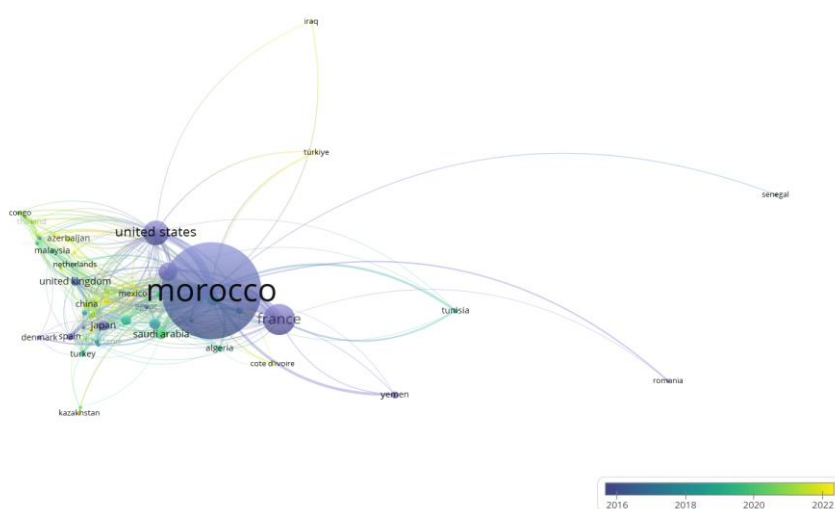 iraq
türkiye
senegal
congo
thailand
united states
azerbaijan
malaysia
netherlands
united kingdom
morocco
mexico
china
tunisia
france
japan
saudi arabia
denmark
spain
algeria
turkey
cote d'ivoire
romania
yemen
kazakhstan
2016
2018
2020
2022